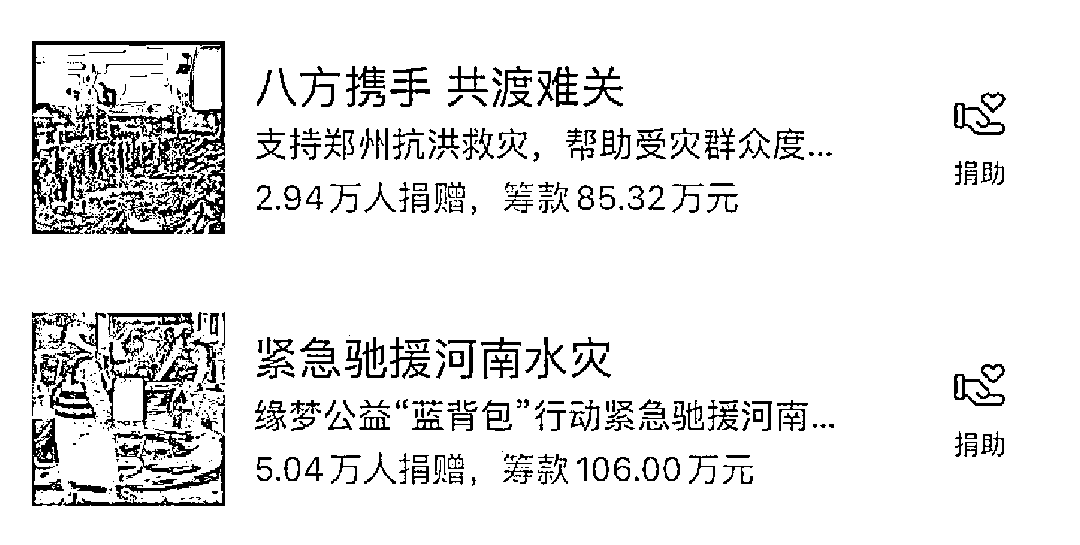 八方携手 共渡难关
支持郑州抗洪救灾，帮助受灾群众度...
2.94万人捐赠，筹款85.32万元
捐助
紧急驰援河南水灾
缘梦公益“蓝背包”行动紧急驰援河南...
5.04万人捐赠，筹款106.00万元
捐助